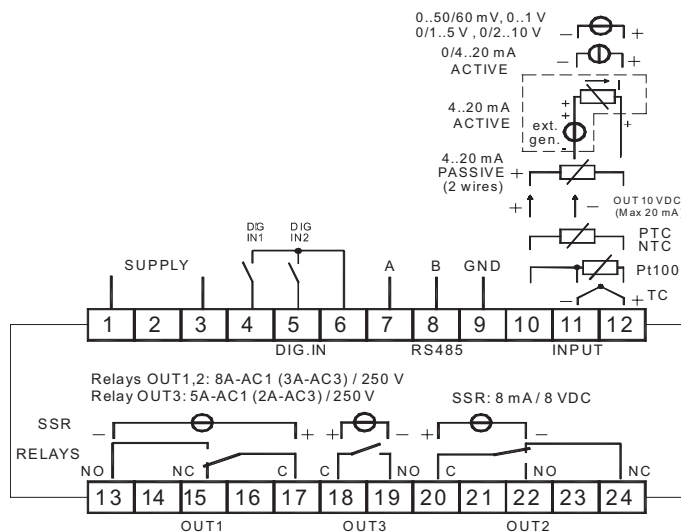 0..50/60 mV, 0..1 V
0/1..5 V , 0/2..10 V
− +
0/4..20 mA
ACTIVE
− +
I
4..20 mA
ACTIVE
+
+
ext.
gen.
-
+
4..20 mA
PASSIVE
(2 wires)
+
+ −
OUT 10 VDC
(Max 20 mA)
PTC
NTC
Pt100
− + TC
DIG
IN1
DIG
IN2
SUPPLY
A B GND
1 2 3 4 5 6 7 8 9 10 11 12
DIG.IN RS485 INPUT
Relays OUT1,2: 8A-AC1 (3A-AC3) / 250 V
Relay OUT3: 5A-AC1 (2A-AC3) / 250 V
SSR: 8 mA / 8 VDC
SSR − + + − + −
RELAYS
NO NC C C NO C NO NC
13 14 15 16 17 18 19 20 21 22 23 24
OUT1 OUT3 OUT2